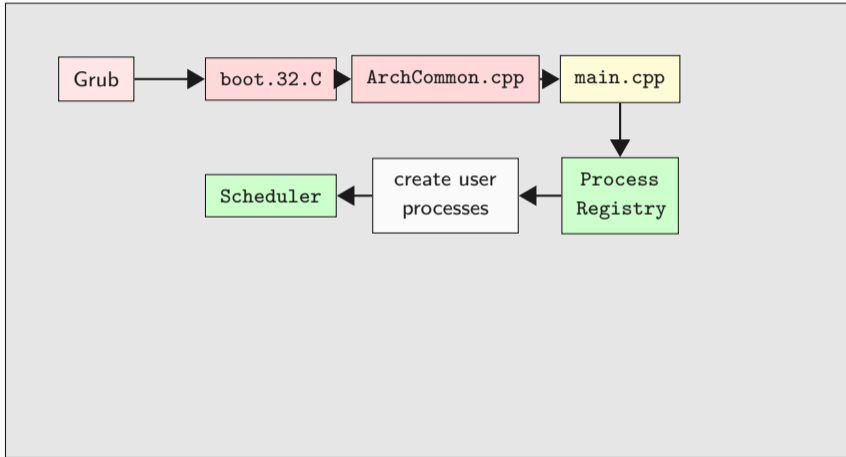 Grub
boot.32.C
ArchCommon.cpp
main.cpp
Process
Registry
create user
processes
Scheduler